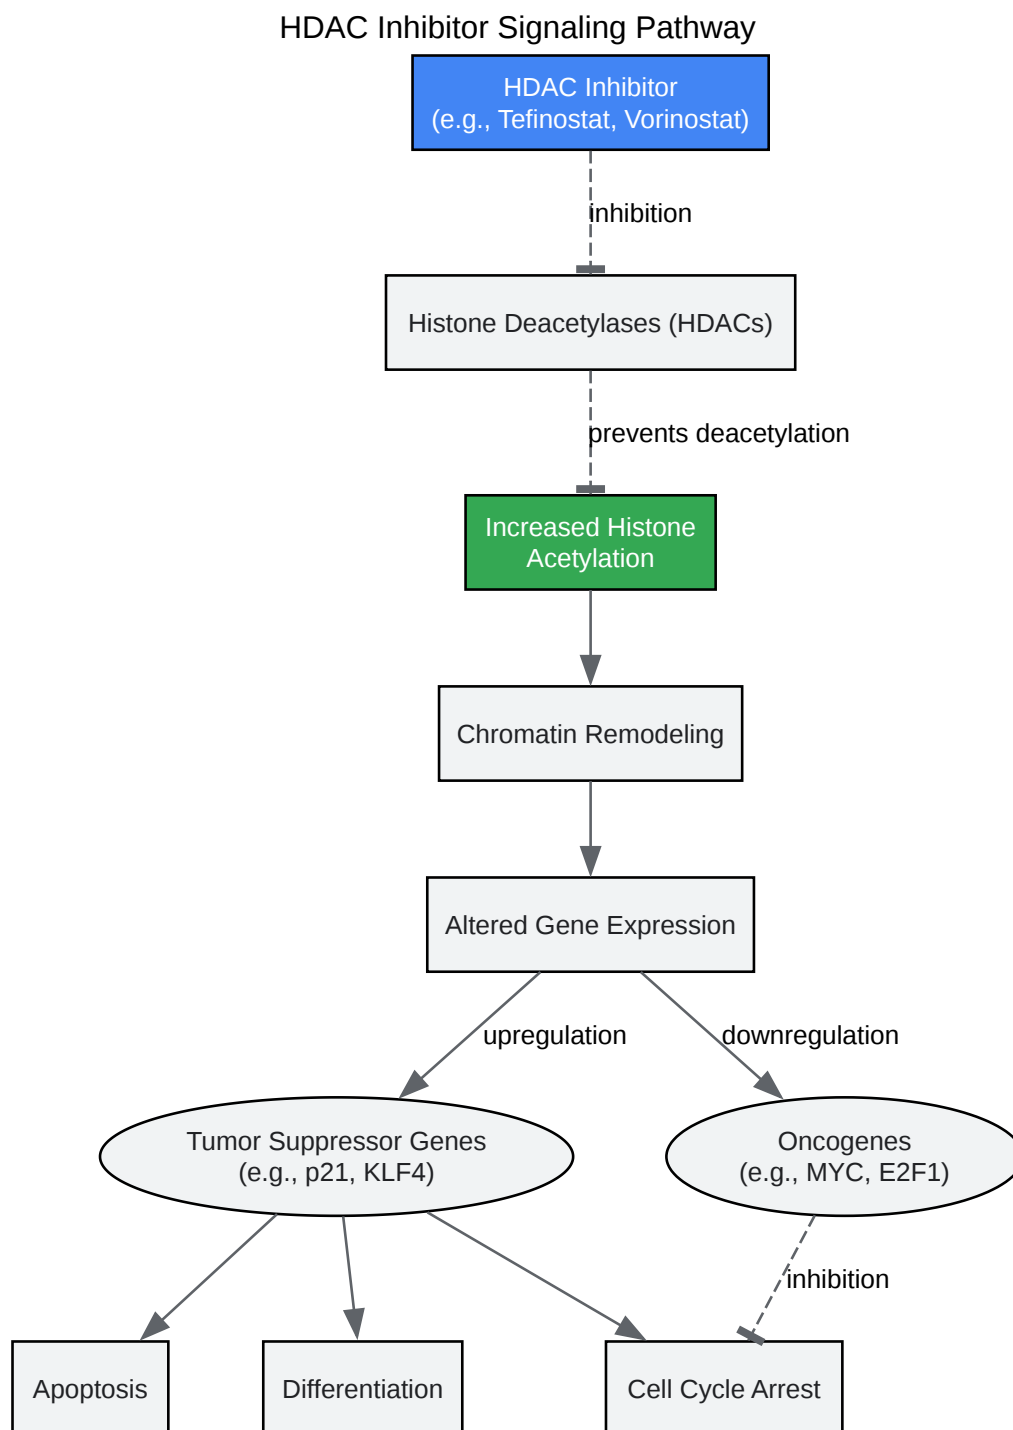 HDAC Inhibitor Signaling Pathway
HDAC Inhibitor
(e.g., Tefinostat, Vorinostat)
inhibition
Histone Deacetylases (HDACs)
prevents deacetylation
Increased Histone
Acetylation
Chromatin Remodeling
Altered Gene Expression
upregulation
downregulation
Tumor Suppressor Genes
(e.g., p21, KLF4)
Oncogenes
(e.g., MYC, E2F1)
inhibition
Apoptosis
Differentiation
Cell Cycle Arrest